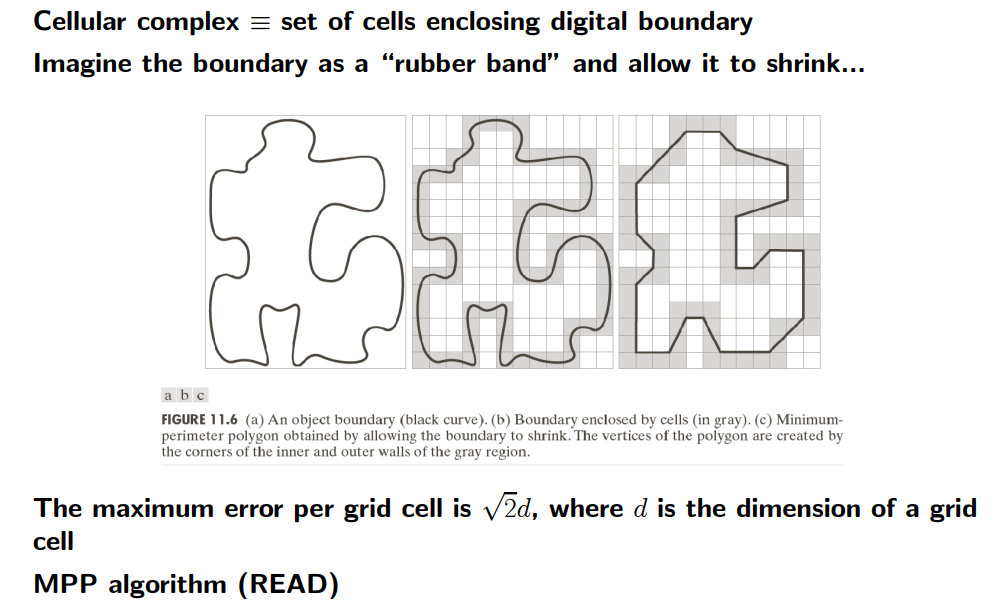 Cellular complex ≡ set of cells enclosing digital boundary
Imagine the boundary as a “rubber band” and allow it to shrink...
a b c
FIGURE 11.6 (a) An object boundary (black curve). (b) Boundary enclosed by cells (in gray). (c) Minimum-
perimeter polygon obtained by allowing the boundary to shrink. The vertices of the polygon are created by
the corners of the inner and outer walls of the gray region.
The maximum error per grid cell is √2d, where d is the dimension of a grid
cell
MPP algorithm (READ)